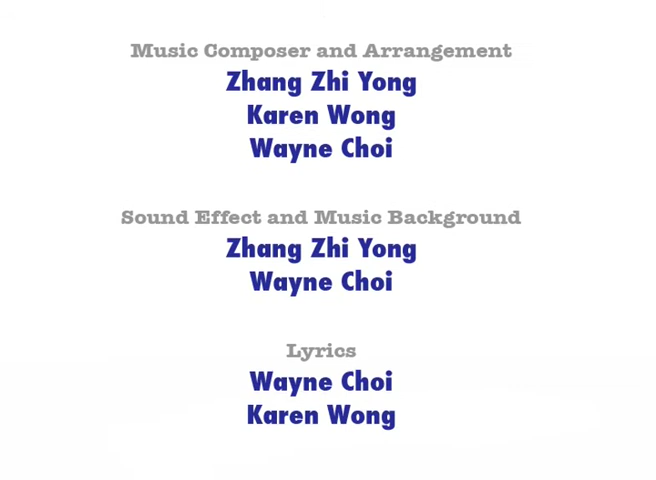 Music Composer and Arrangement
Zhang Zhi Yong
Karen Wong
Wayne Choi
Sound Effect and Music Background
Zhang Zhi Yong
Wayne Choi
Lyrics
Wayne Choi
Karen Wong